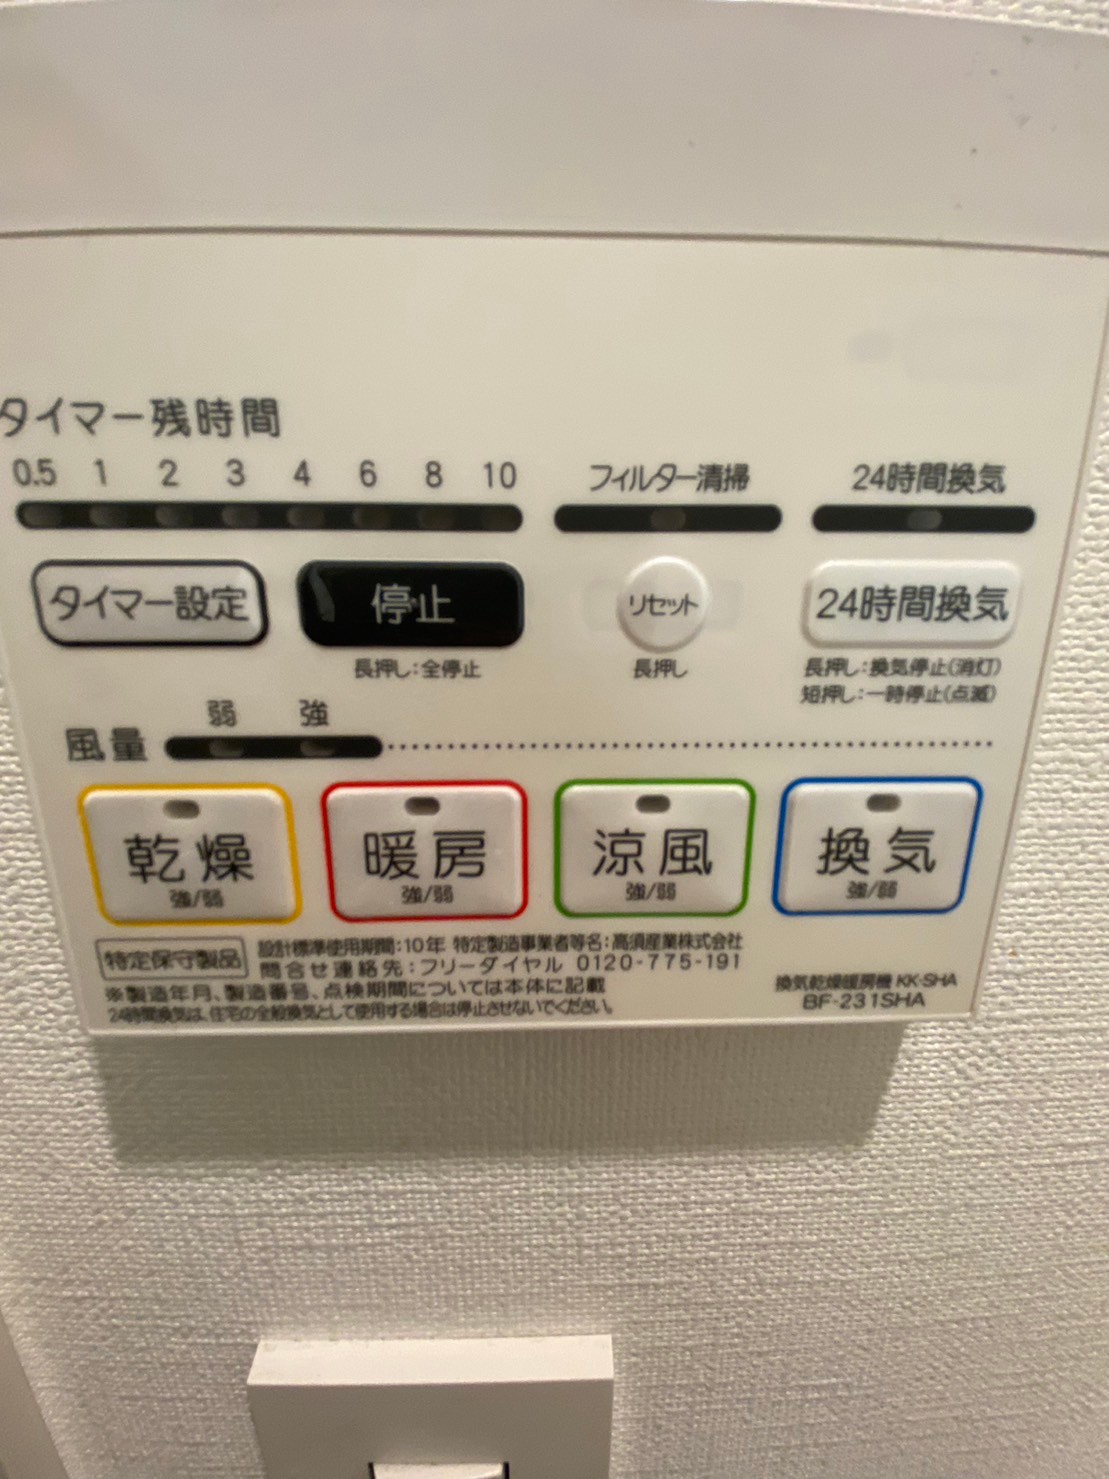 タイマー残時間
0.5 1 2 3 4 6 8 10 フィルター清掃 24時間換気
タイマー設定 停止 リセット 24時間換気
長押し:全停止 長押し 長押し:換気停止(消灯)
短押し:一時停止(点滅)
弱 強
風量
乾燥 暖房 涼風 換気
強/弱 強/弱 強/弱 強/弱
特定保守製品 設計標準使用期間:10年 特定製造事業者等名:高須産業株式会社
問合せ連絡先:フリーダイヤル 0120-775-191
※製造年月、製造番号、点検期間については本体に記載
24時間換気は、住宅の全般換気として使用する場合は停止させないでください。
換気乾燥暖房機 KK-SHA
BF-231SHA